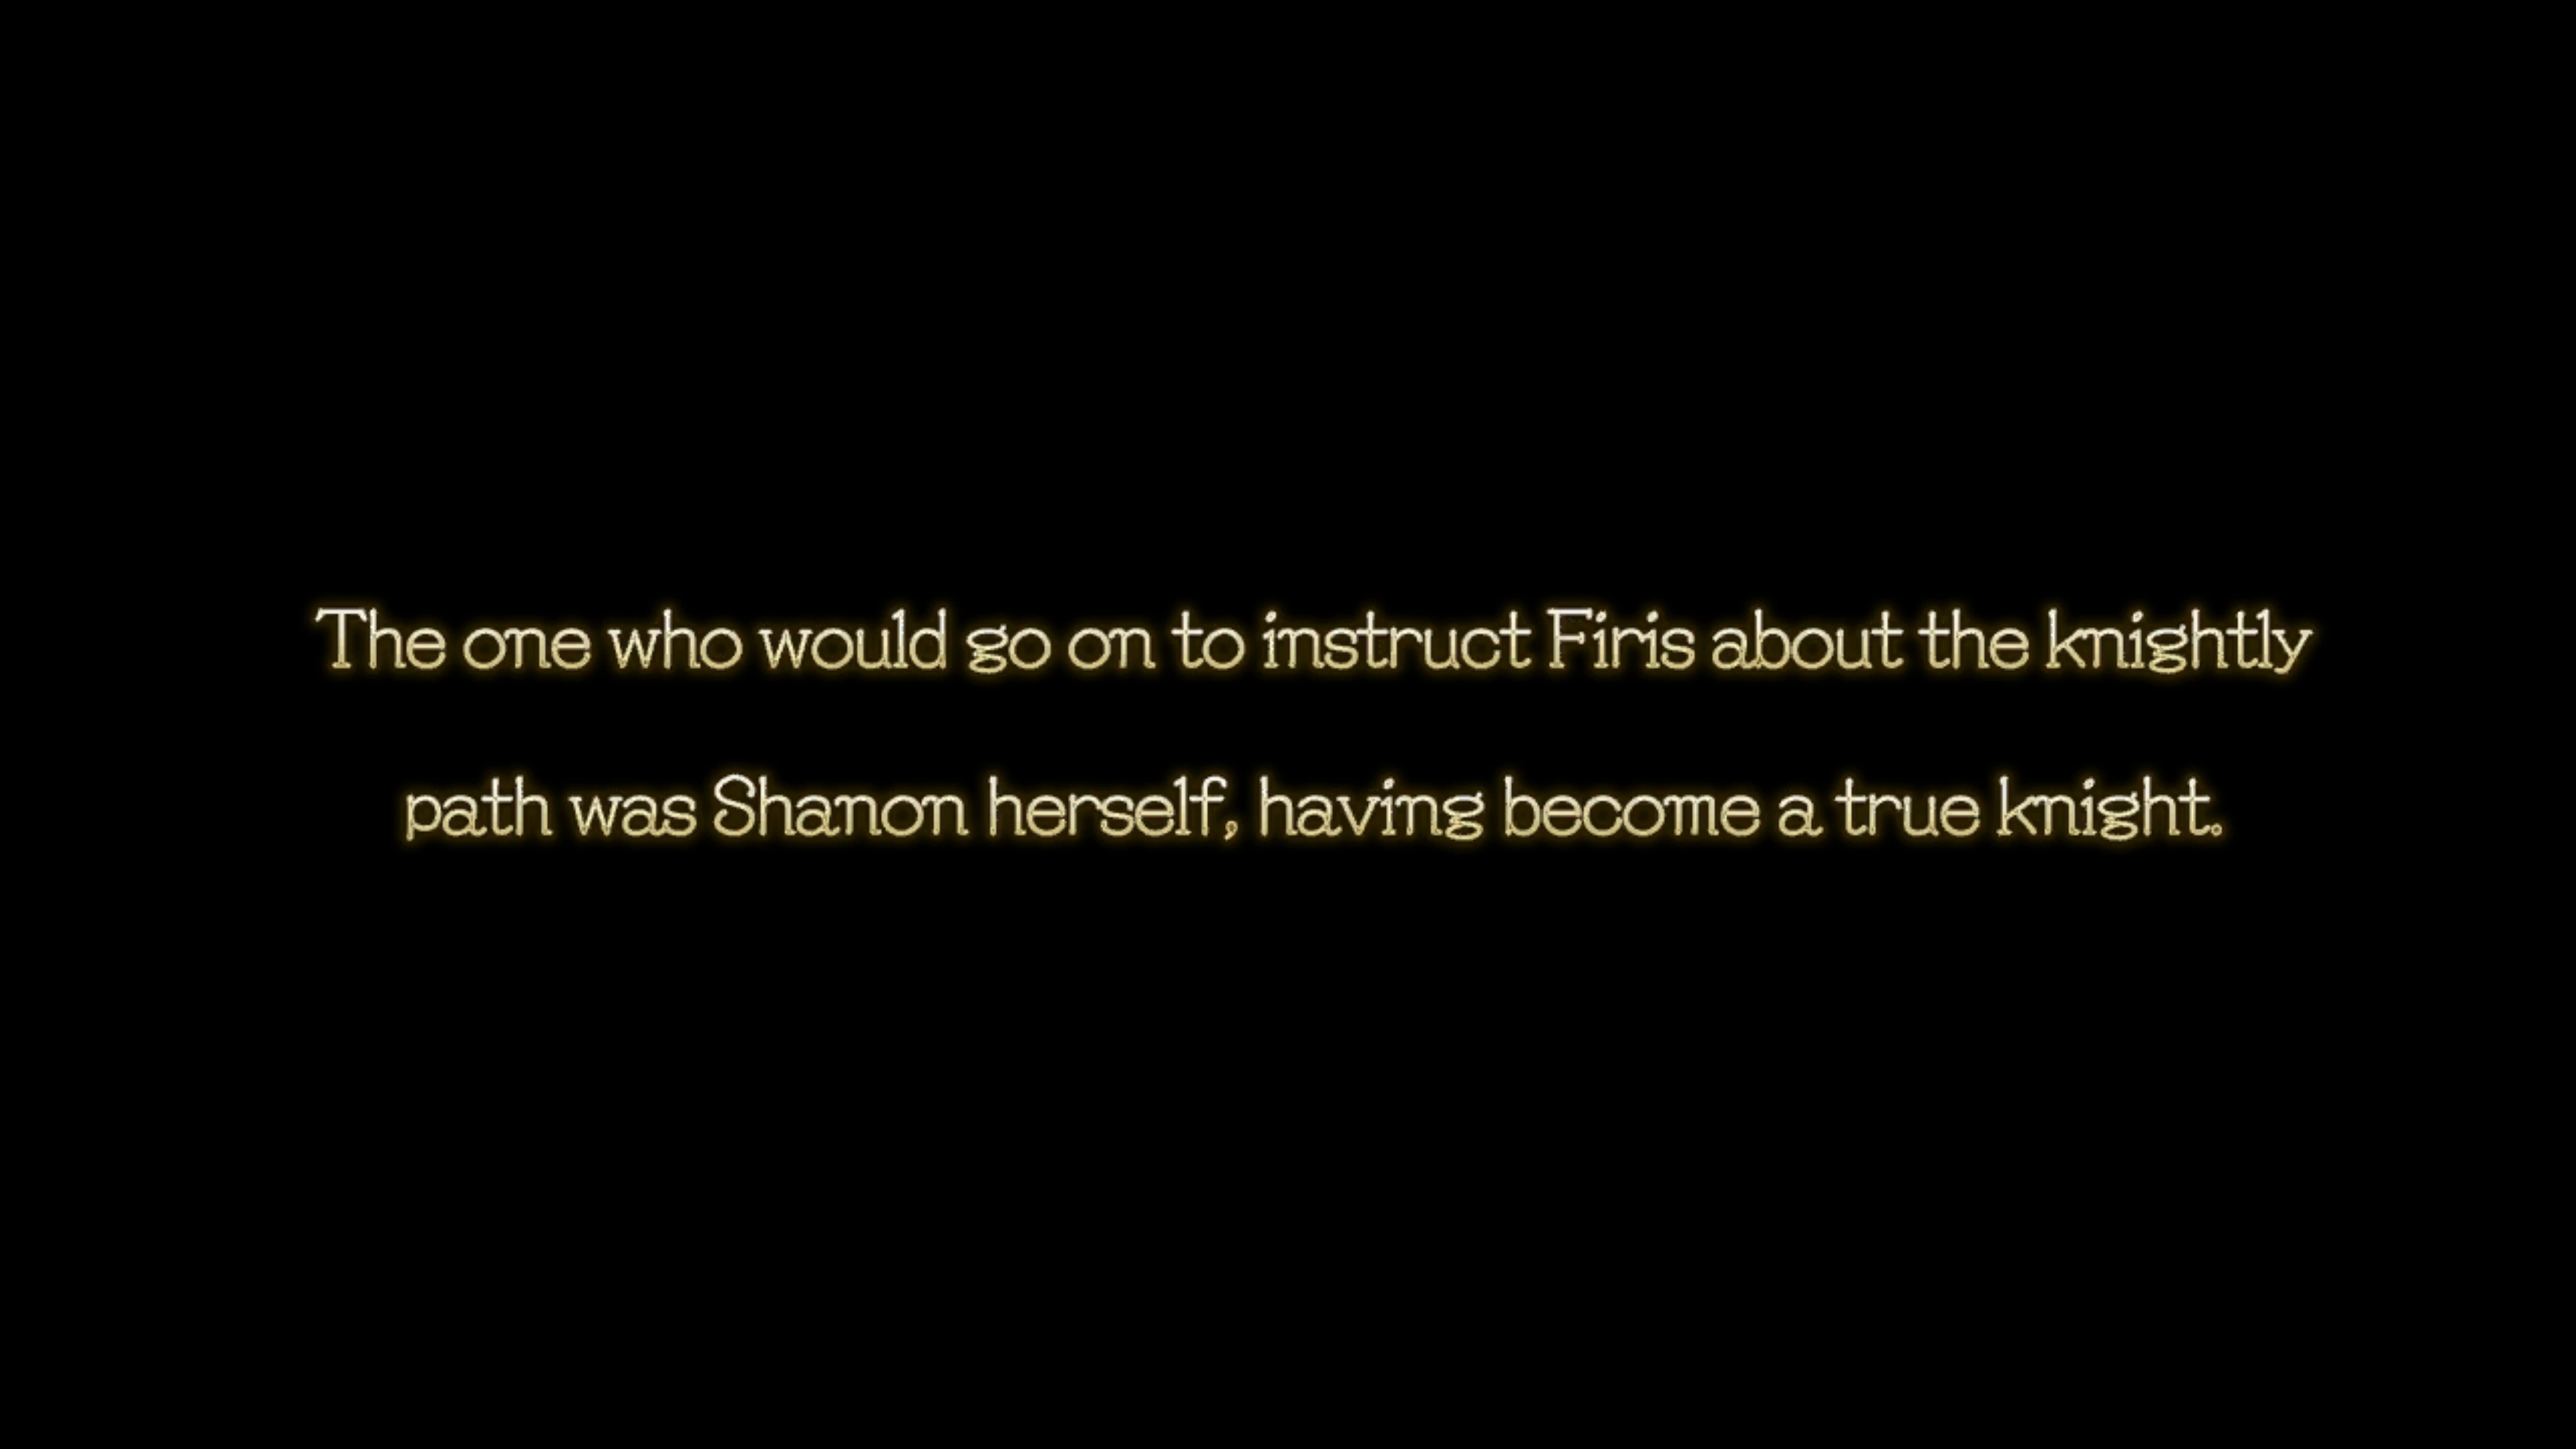 The one who would go on to instruct Firis about the knightly
path was Shanon herself, having become a true knight.